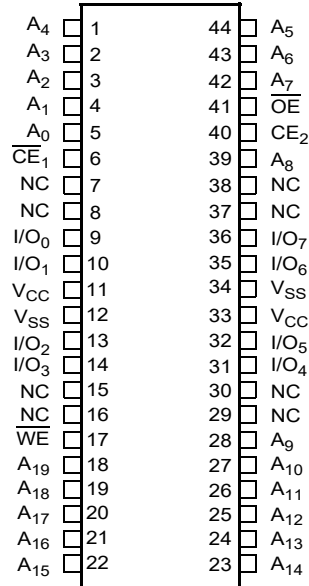 A4 1 44 A5
A3 2 43 A6
A2 3 42 A7
A1 4 41 OE
A0 5 40 CE2
CE1 6 39 A8
NC 7 38 NC
NC 8 37 NC
I/O0 9 36 I/O7
I/O1 10 35 I/O6
VCC 11 34 VSS
VSS 12 33 VCC
I/O2 13 32 I/O5
I/O3 14 31 I/O4
NC 15 30 NC
NC 16 29 NC
WE 17 28 A9
A19 18 27 A10
A18 19 26 A11
A17 20 25 A12
A16 21 24 A13
A15 22 23 A14